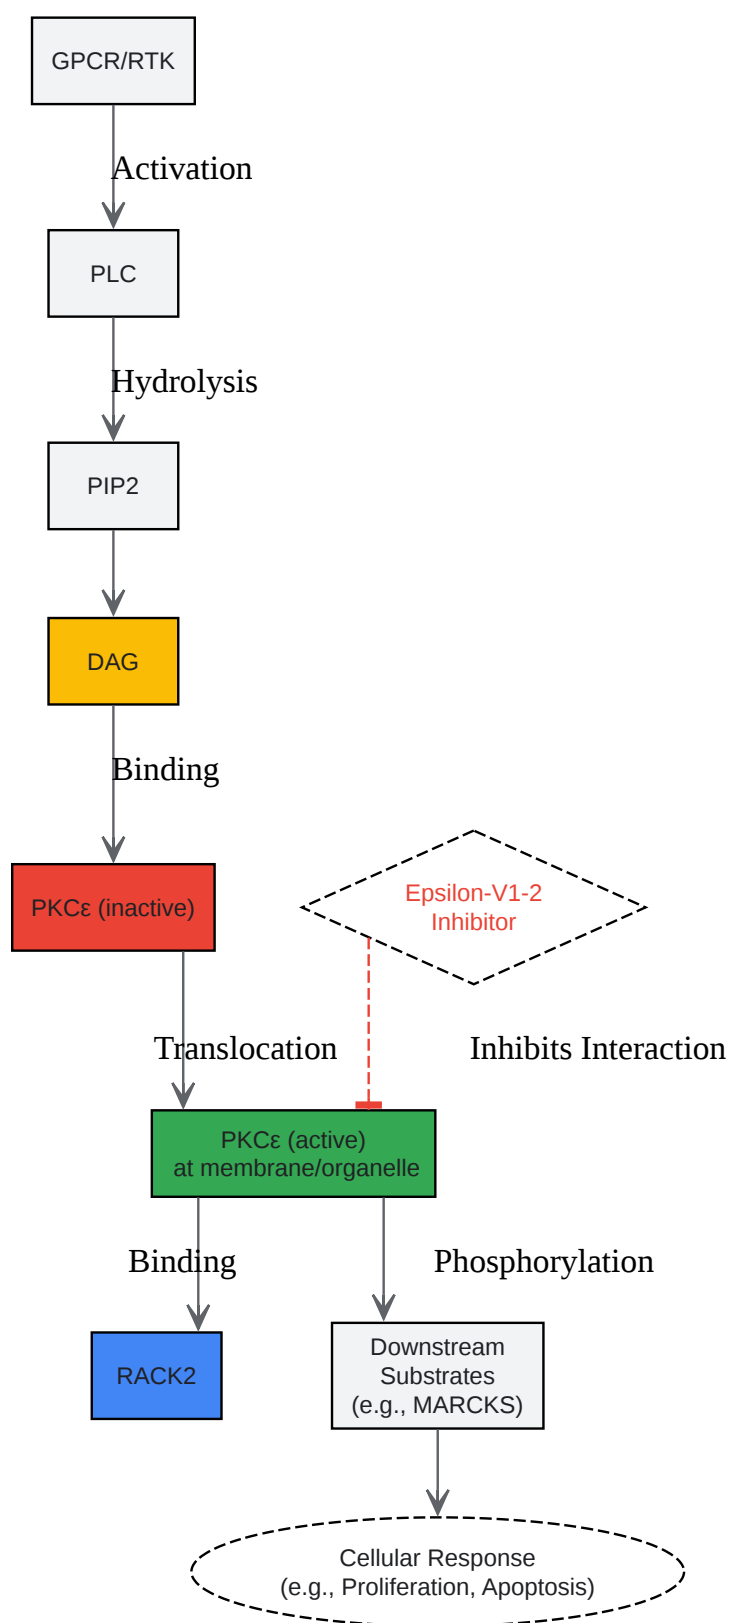 GPCR/RTK
Activation
PLC
Hydrolysis
PIP2
DAG
Binding
PKCε (inactive)
Epsilon-V1-2
Inhibitor
Translocation
Inhibits Interaction
PKCε (active)
at membrane/organelle
Binding
Phosphorylation
RACK2
Downstream
Substrates
(e.g., MARCKS)
Cellular Response
(e.g., Proliferation, Apoptosis)